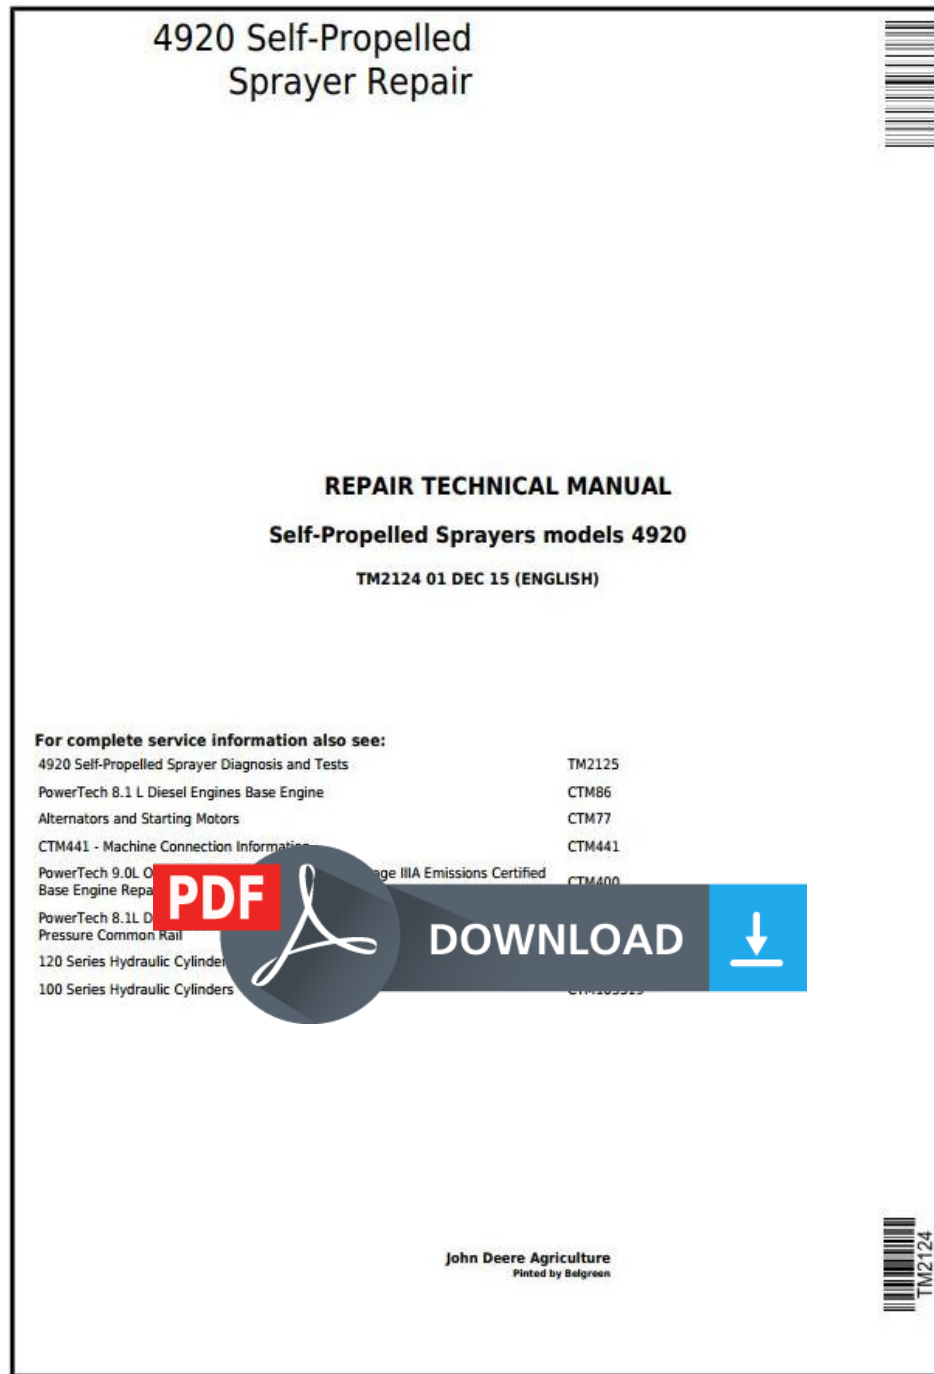 4920 Self-Propelled
Sprayer Repair
REPAIR TECHNICAL MANUAL
Self-Propelled Sprayers models 4920
TM2124 01 DEC 15 (ENGLISH)
For complete service information also see:
4920 Self-Propelled Sprayer Diagnosis and Tests TM2125
PowerTech 8.1 L Diesel Engines Base Engine CTM86
Alternators and Starting Motors CTM77
CTM441 - Machine Connection Information CTM441
PowerTech 9.0L IIIA Emissions Certified
Base Engine CTM400
PowerTech 8.1L
Pressure Common Rail
120 Series Hydraulic
100 Series Hydraulic Cylinders
PDF
DOWNLOAD
John Deere Agriculture
Pinted by Belgreen
TM2124